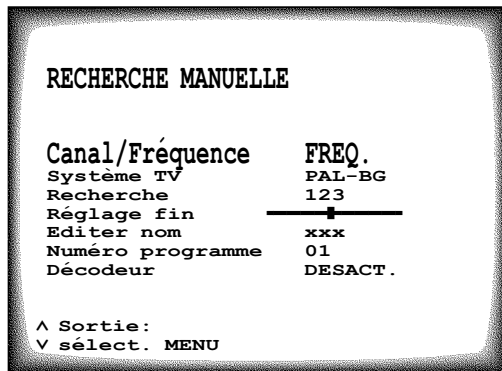 RECHERCHE MANUELLE
Canal/Fréquence FREQ.
Système TV PAL-BG
Recherche 123
Réglage fin
Editer nom xxx
Numéro programme 01
Décodeur DESACT.
^ Sortie:
v sélect. MENU